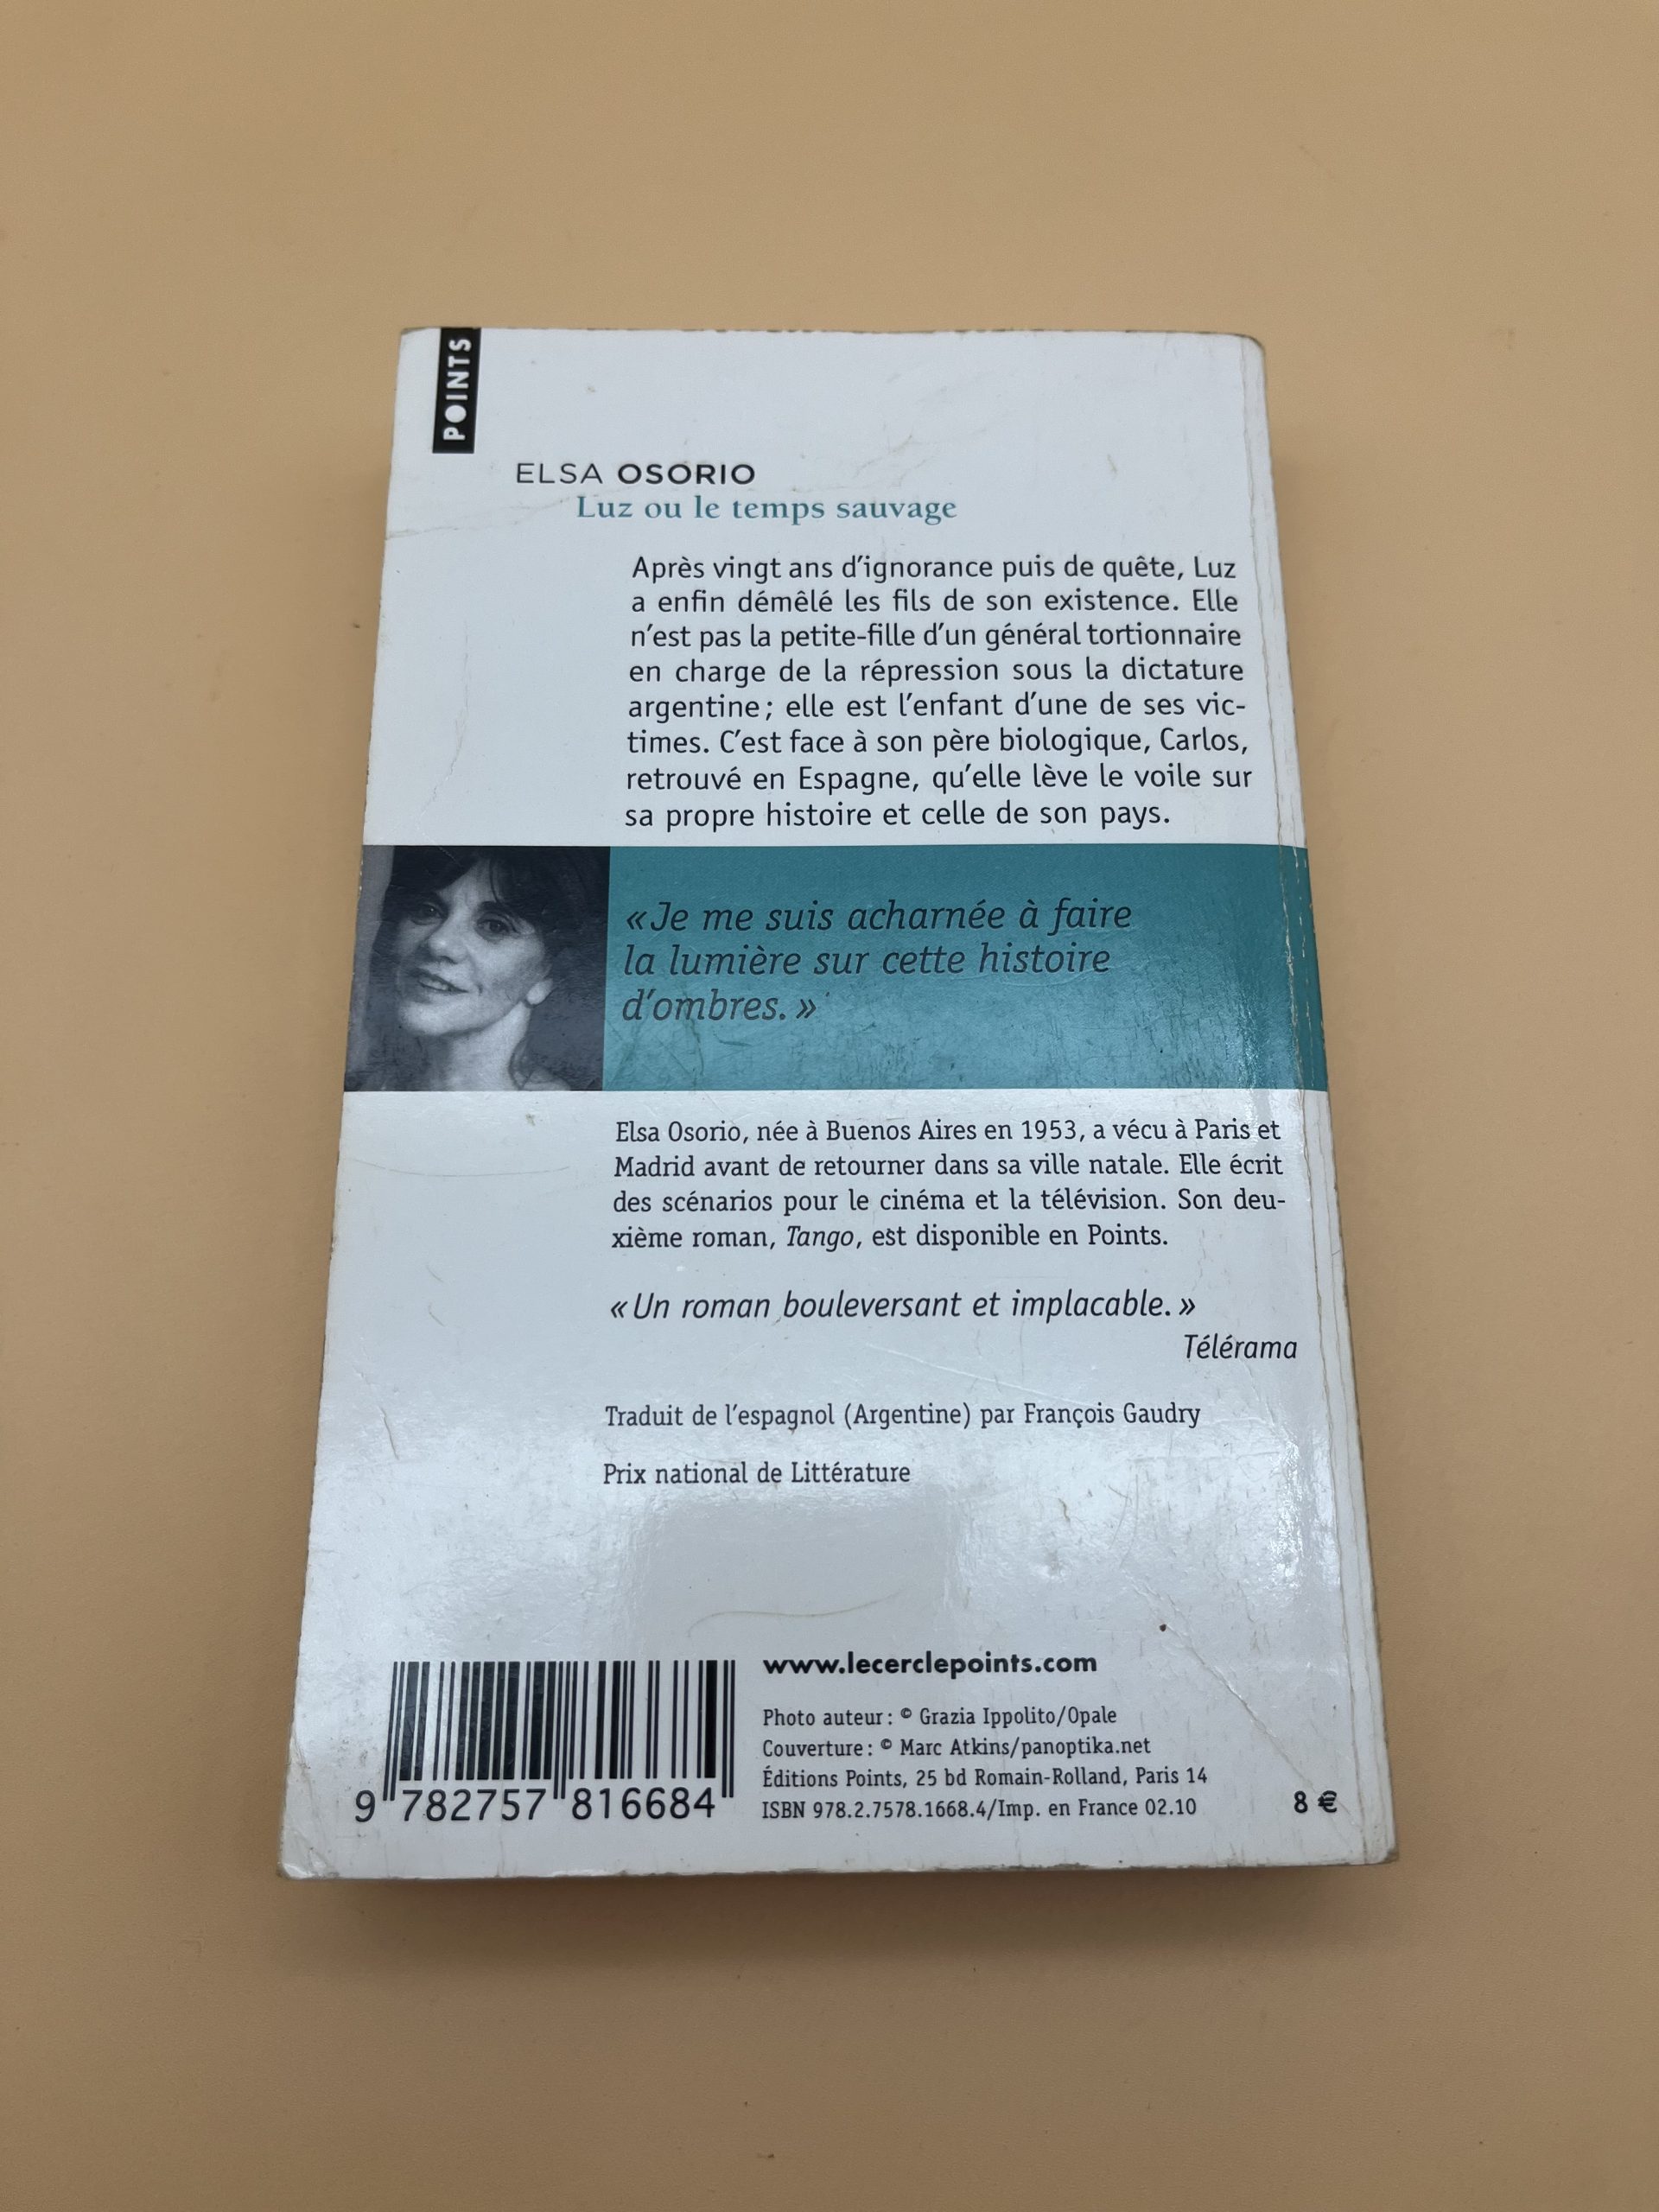 POINTS
ELSA OSORIO
Luz ou le temps sauvage
Après vingt ans d'ignorance puis de quête, Luz
a enfin démêlé les fils de son existence. Elle
n'est pas la petite-fille d'un général tortionnaire
en charge de la répression sous la dictature
argentine ; elle est l'enfant d'une de ses vic-
times. C'est face à son père biologique, Carlos,
retrouvé en Espagne, qu'elle lève le voile sur
sa propre histoire et celle de son pays.
« Je me suis acharnée à faire
la lumière sur cette histoire
d'ombres. »
Elsa Osorio, née à Buenos Aires en 1953, a vécu à Paris et
Madrid avant de retourner dans sa ville natale. Elle écrit
des scénarios pour le cinéma et la télévision. Son deu-
xième roman, Tango, est disponible en Points.
« Un roman bouleversant et implacable. »
Télérama
Traduit de l'espagnol (Argentine) par François Gaudry
Prix national de Littérature
www.lecerclepoints.com
Photo auteur : © Grazia Ippolito/Opale
Couverture : © Marc Atkins/panoptika.net
Éditions Points, 25 bd Romain-Rolland, Paris 14
ISBN 978.2.7578.1668.4/Imp. en France 02.10
8 €
9 782757 816684